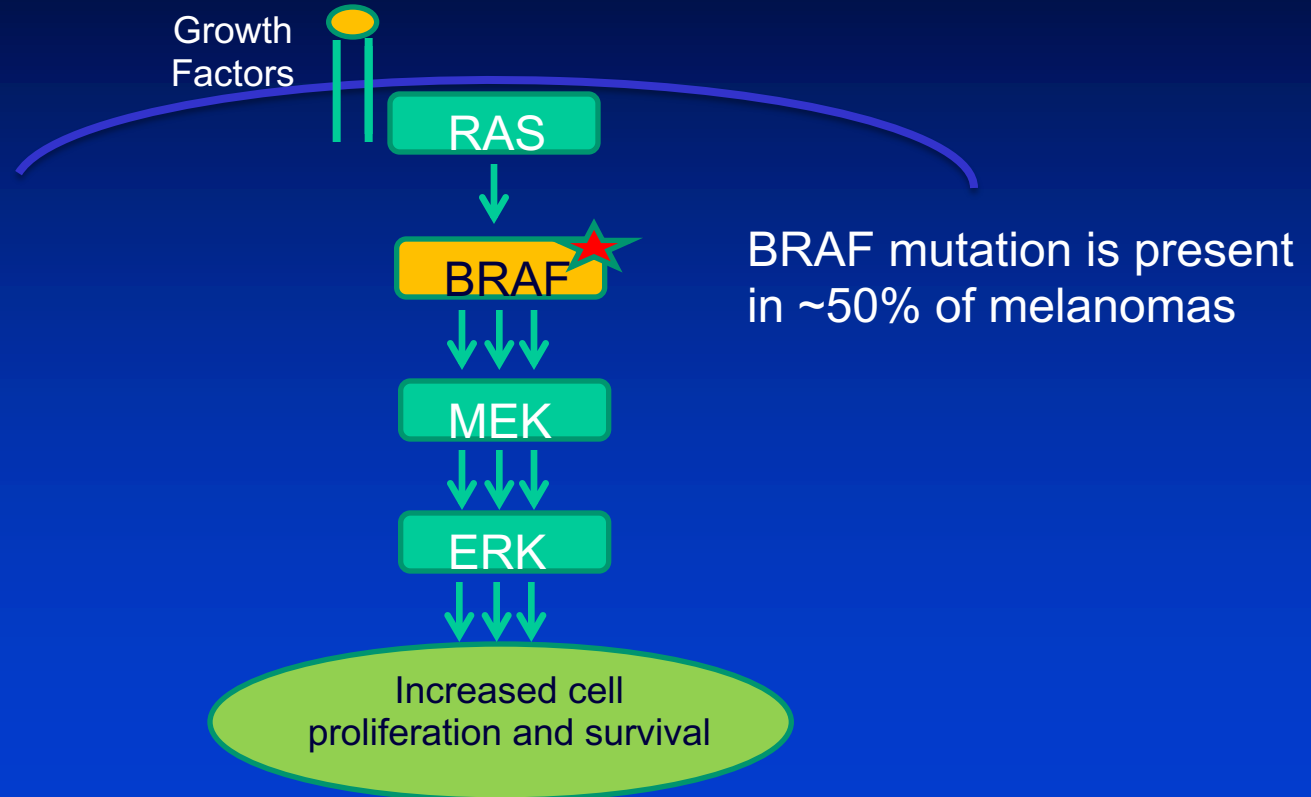 Growth
Factors
RAS
BRAF
BRAF mutation is present
in ~50% of melanomas
MEK
ERK
Increased cell
proliferation and survival